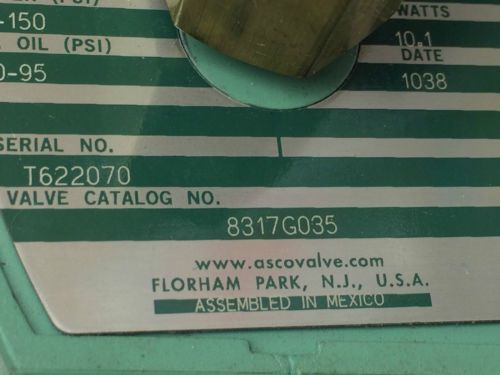 (PSI)
WATTS
-150
10.1
OIL (PSI)
DATE
0-95
1038
SERIAL NO.
T622070
VALVE CATALOG NO.
8317G035
www.ascovalve.com
FLORHAM PARK, N.J., U.S.A.
ASSEMBLED IN MEXICO